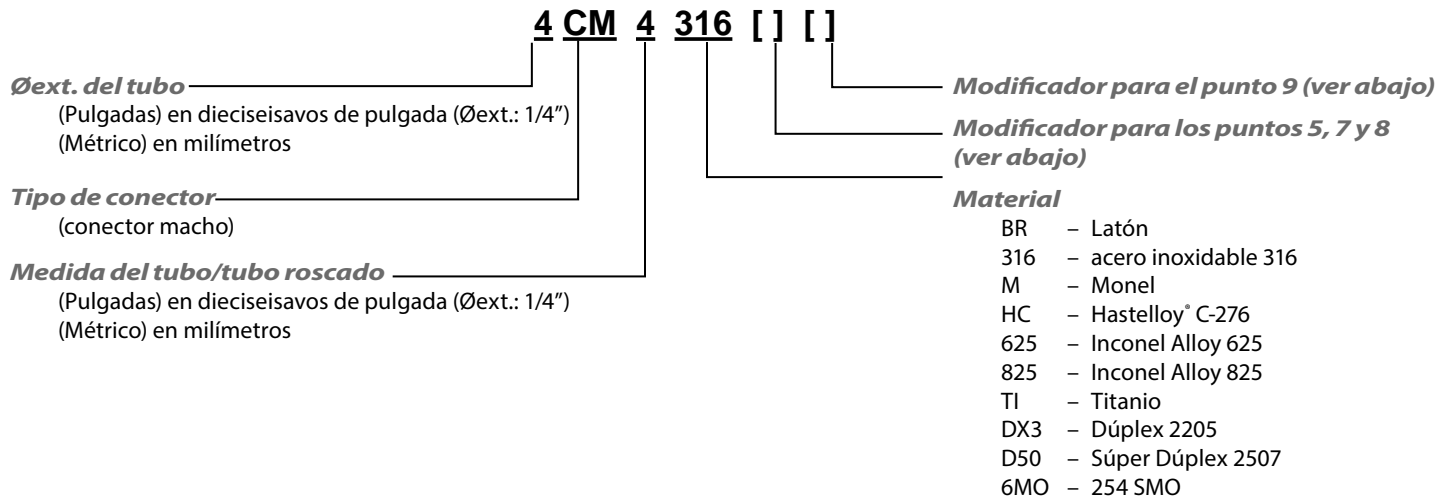 4 CM 4 316 [ ] [ ]
Øext. del tubo
(Pulgadas) en dieciseisavos de pulgada (Øext.: 1/4”)
(Métrico) en milímetros
Tipo de conector
(conector macho)
Medida del tubo/tubo roscado
(Pulgadas) en dieciseisavos de pulgada (Øext.: 1/4”)
(Métrico) en milímetros
Modificador para el punto 9 (ver abajo)
Modificador para los puntos 5, 7 y 8
(ver abajo)
Material
BR – Latón
316 – acero inoxidable 316
M – Monel
HC – Hastelloy® C-276
625 – Inconel Alloy 625
825 – Inconel Alloy 825
TI – Titanio
DX3 – Dúplex 2205
D50 – Súper Dúplex 2507
6MO – 254 SMO